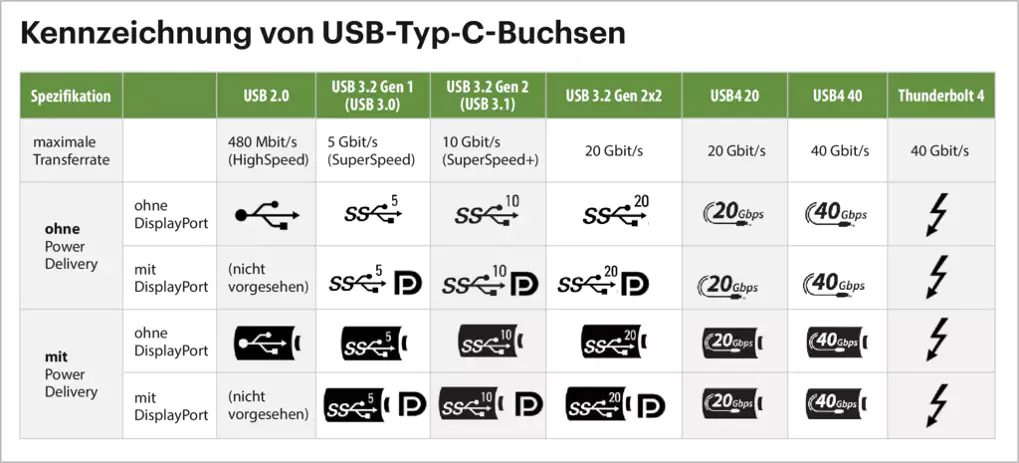 Kennzeichnung von USB-Typ-C-Buchsen
Spezifikation USB 2.0 USB 3.2 Gen 1 (USB 3.0) USB 3.2 Gen 2 (USB 3.1) USB 3.2 Gen 2x2 USB4 20 USB4 40 Thunderbolt 4
maximale Transferrate 480 Mbit/s (HighSpeed) 5 Gbit/s (SuperSpeed) 10 Gbit/s (SuperSpeed+) 20 Gbit/s 20 Gbit/s 40 Gbit/s 40 Gbit/s
ohne Power Delivery
ohne DisplayPort SS 5 SS 10 SS 20 20Gbps 40Gbps
mit DisplayPort (nicht vorgesehen) SS 5 D SS 10 D SS 20 D 20Gbps 40Gbps
mit Power Delivery
ohne DisplayPort SS 5 SS 10 SS 20 20Gbps 40Gbps
mit DisplayPort (nicht vorgesehen) SS 5 D SS 10 D SS 20 D 20Gbps 40Gbps